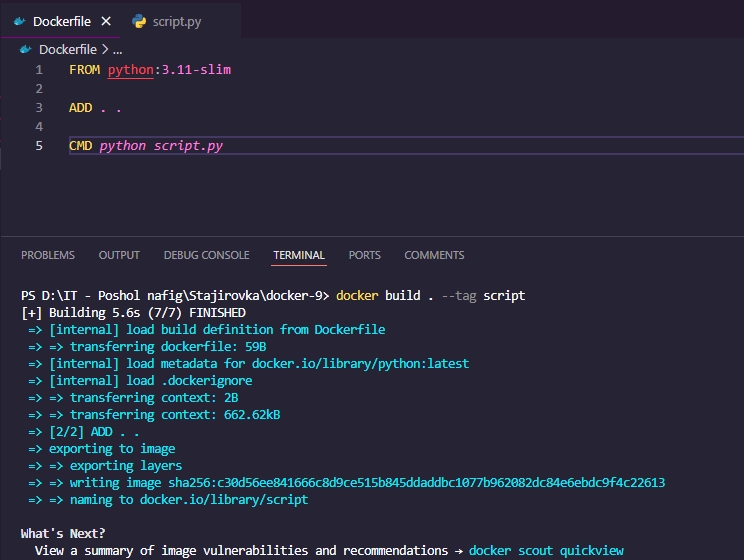 Dockerfile ✕ script.py
Dockerfile > ...
1 FROM python:3.11-slim
2
3 ADD . .
4
5 CMD python script.py
PROBLEMS OUTPUT DEBUG CONSOLE TERMINAL PORTS COMMENTS
PS D:\IT - Poshol nafig\Stajirovka\docker-9> docker build . --tag script
[+] Building 5.6s (7/7) FINISHED
=> [internal] load build definition from Dockerfile
=> => transferring dockerfile: 59B
=> [internal] load metadata for docker.io/library/python:latest
=> [internal] load .dockerignore
=> => transferring context: 2B
=> => transferring context: 662.62kB
=> [2/2] ADD . .
=> exporting to image
=> => exporting layers
=> => writing image sha256:c30d56ee841666c8d9ce515b845ddaddbc1077b962082dc84e6ebdc9f4c22613
=> => naming to docker.io/library/script
What's Next?
View a summary of image vulnerabilities and recommendations → docker scout quickview